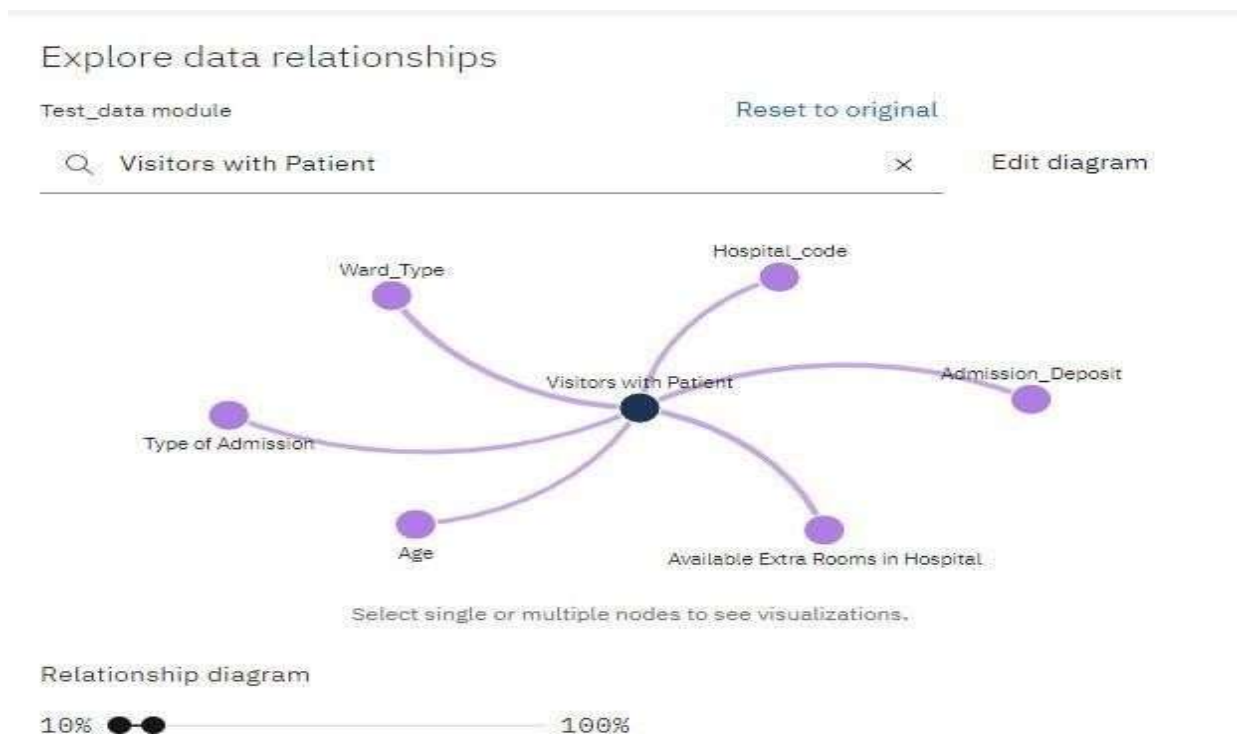 Explore data relationships
Test_data module
Reset to original
Visitors with Patient
Edit diagram
Hospital_code
Ward_Type
Admission_Deposit
Visitors with Patient
Type of Admission
Age
Available Extra Rooms in Hospital
Select single or multiple nodes to see visualizations.
Relationship diagram
10% 100%